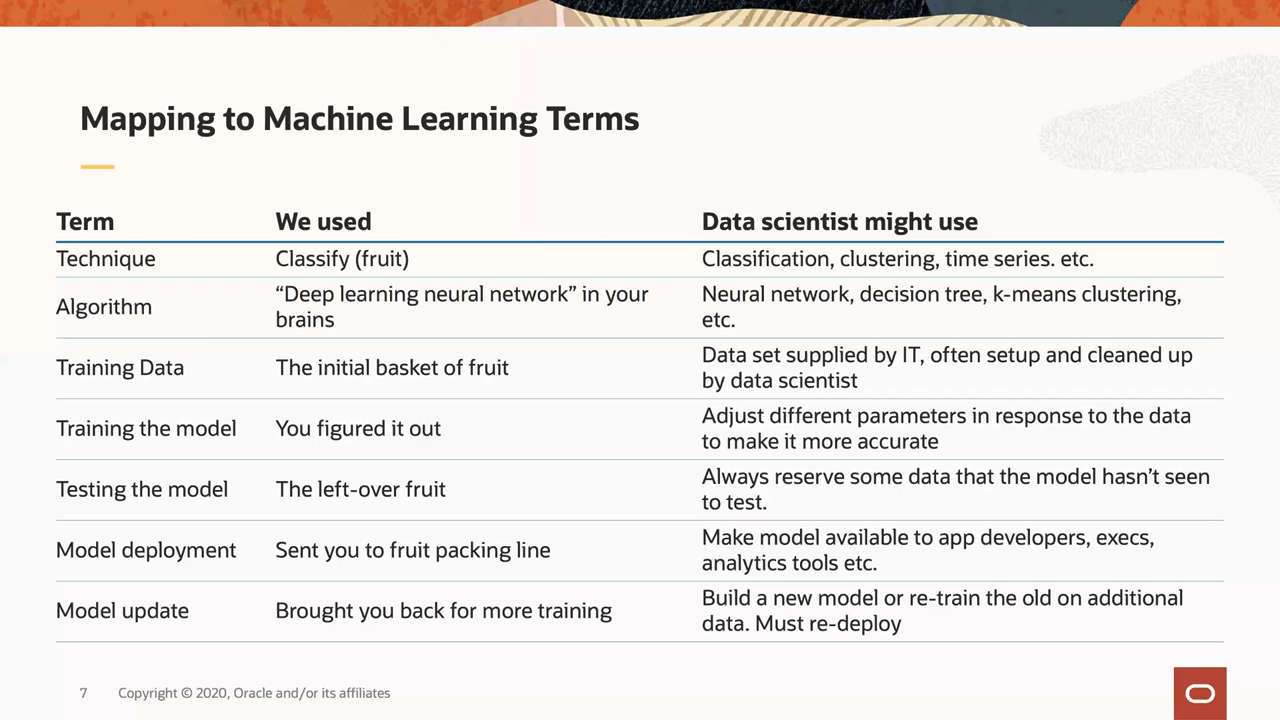 Mapping to Machine Learning Terms
Term We used Data scientist might use
Technique Classify (fruit) Classification, clustering, time series. etc.
Algorithm “Deep learning neural network” in your brains Neural network, decision tree, k-means clustering, etc.
Training Data The initial basket of fruit Data set supplied by IT, often setup and cleaned up by data scientist
Training the model You figured it out Adjust different parameters in response to the data to make it more accurate
Testing the model The left-over fruit Always reserve some data that the model hasn’t seen to test.
Model deployment Sent you to fruit packing line Make model available to app developers, execs, analytics tools etc.
Model update Brought you back for more training Build a new model or re-train the old on additional data. Must re-deploy
7 Copyright © 2020, Oracle and/or its affiliates